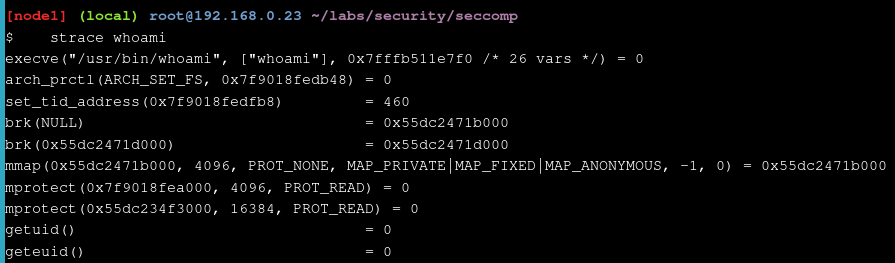 [node1] (local) root@192.168.0.23 ~/labs/security/seccomp
$    strace whoami
execve("/usr/bin/whoami", ["whoami"], 0x7fffb511e7f0 /* 26 vars */) = 0
arch_prctl(ARCH_SET_FS, 0x7f9018fedb48) = 0
set_tid_address(0x7f9018fedfb8)         = 460
brk(NULL)                               = 0x55dc2471b000
brk(0x55dc2471d000)                     = 0x55dc2471d000
mmap(0x55dc2471b000, 4096, PROT_NONE, MAP_PRIVATE|MAP_FIXED|MAP_ANONYMOUS, -1, 0) = 0x55dc2471b000
mprotect(0x7f9018fea000, 4096, PROT_READ) = 0
mprotect(0x55dc234f3000, 16384, PROT_READ) = 0
getuid()                                = 0
geteuid()                               = 0